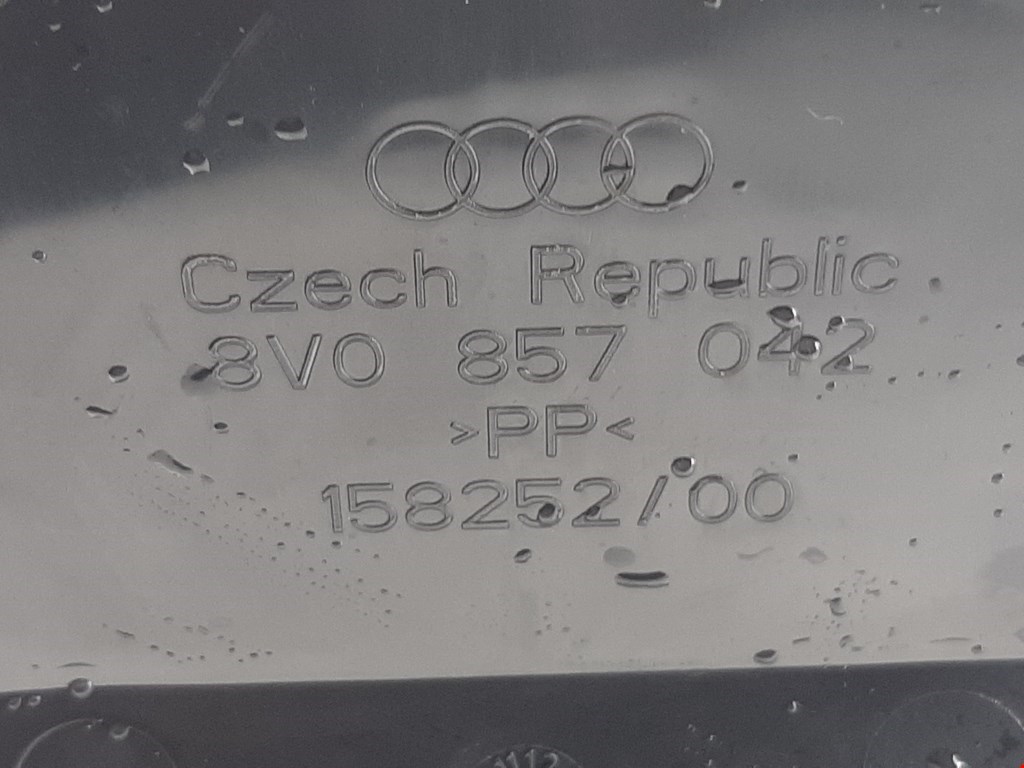 Czech Republic
8V0 857 042
>PP<
158252/00